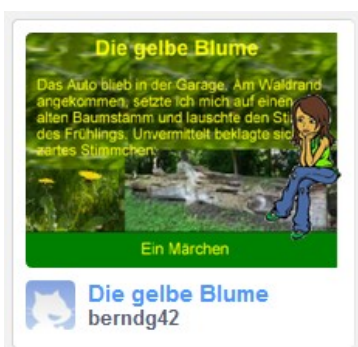 Die gelbe Blume
Das Auto blieb in der Garage. Am Waldrand
angekommen, setzte ich mich auf einen
alten Baumstamm und lauschte den
des Frühlings. Unvermittelt beklagte
zartes Stimmchen:
Ein Märchen
Die gelbe Blume
berndg42